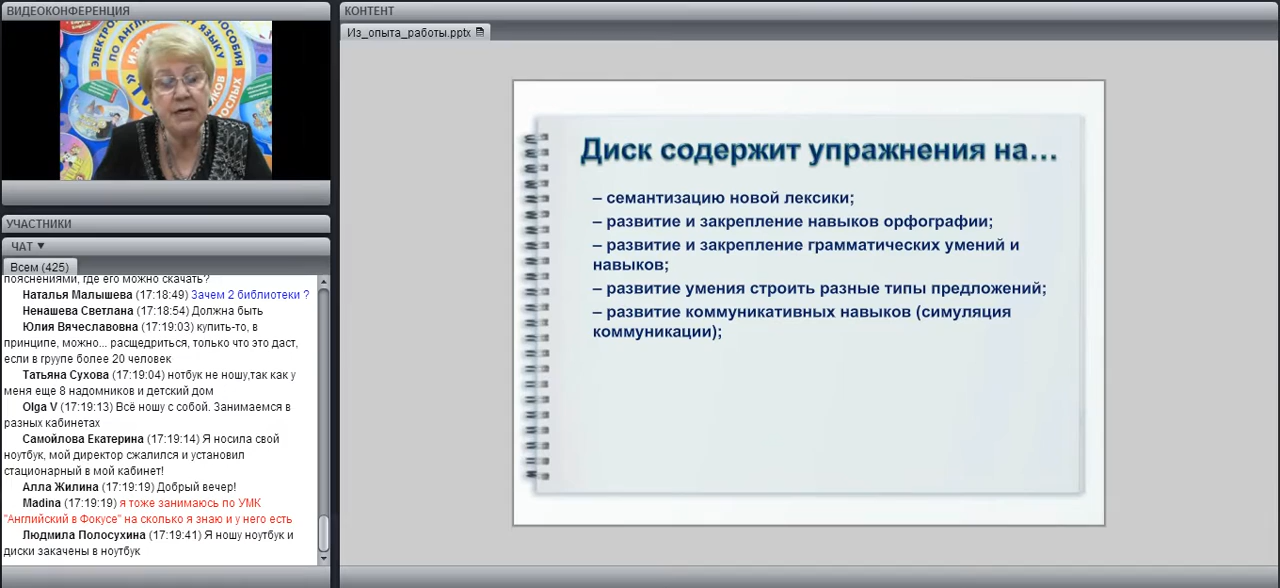 ВИДЕОКОНФЕРЕНЦИЯ
ЭЛЕКТРОН
ПОСОБИЯ
ПО АНГЛИЙСКОМУ ЯЗЫКУ
УЧАСТНИКИ
ЧАТ
Всем (425)
пояснениями, где его можно скачать?
Наталья Малышева (17:18:49) Зачем 2 библиотеки ?
Ненашева Светлана (17:18:54) Должна быть
Юлия Вячеславовна (17:19:03) купить-то, в
принципе, можно... расщедриться, только что это даст,
если в груупе более 20 человек
Татьяна Сухова (17:19:04) нотбук не ношу,так как у
меня еще 8 надомников и детский дом
Olga V (17:19:13) Всё ношу с собой. Занимаемся в
разных кабинетах
Самойлова Екатерина (17:19:14) Я носила свой
ноутбук, мой директор сжалился и установил
стационарный в мой кабинет!
Алла Жилина (17:19:19) Добрый вечер!
Madina (17:19:19) я тоже занимаюсь по УМК
"Английский в Фокусе" на сколько я знаю и у него есть
Людмила Полосухина (17:19:41) Я ношу ноутбук и
диски закачены в ноутбук
КОНТЕНТ
Из_опыта_работы.pptx
Диск содержит упражнения на...
– семантизацию новой лексики;
– развитие и закрепление навыков орфографии;
– развитие и закрепление грамматических умений и
навыков;
– развитие умения строить разные типы предложений;
– развитие коммуникативных навыков (симуляция
коммуникации);